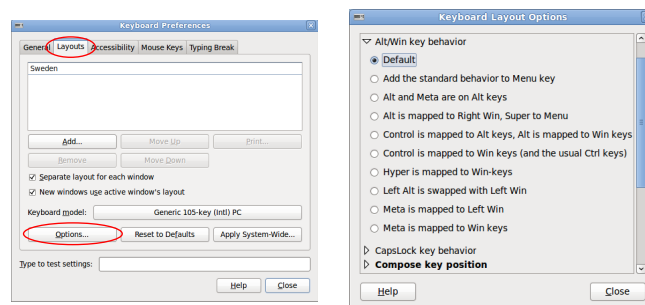 Keyboard Preferences
General Layouts Accessibility Mouse Keys Typing Break
Sweden
Add... Move Up Print...
Remove Move Down
Separate layout for each window
New windows use active window's layout
Keyboard model: Generic 105-key (Intl) PC
Options... Reset to Defaults Apply System-Wide...
Type to test settings:
Help Close
Keyboard Layout Options
Alt/Win key behavior
Default
Add the standard behavior to Menu key
Alt and Meta are on Alt keys
Alt is mapped to Right Win, Super to Menu
Control is mapped to Alt keys, Alt is mapped to Win keys
Control is mapped to Win keys (and the usual Ctrl keys)
Hyper is mapped to Win-keys
Left Alt is swapped with Left Win
Meta is mapped to Left Win
Meta is mapped to Win keys
CapsLock key behavior
Compose key position
Help Close